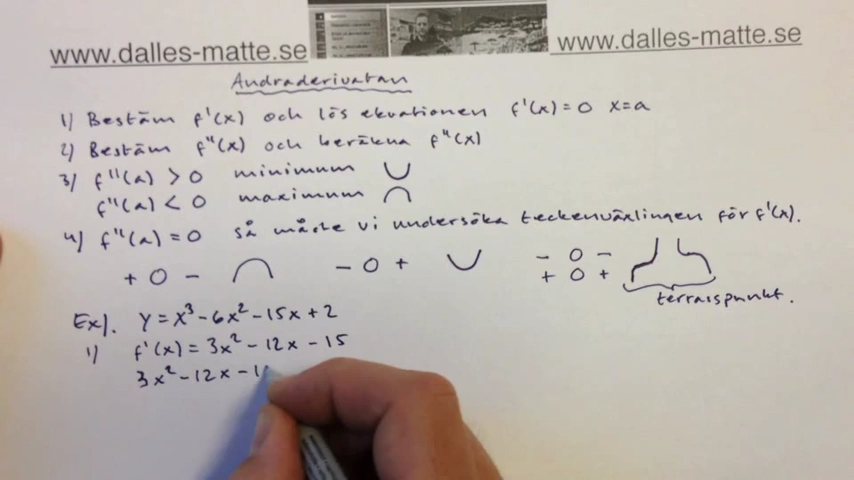 www.dalles-matte.se
www.dalles-matte.se
Andraderivatan
1) Bestäm f'(x) och lös ekvationen f'(x)=0 x=a
2) Bestäm f"(x) och beräkna f"(x)
3) f"(a) > 0 minimum ∪
f"(a) < 0 maximum ∩
4) f"(a) = 0 så måste vi undersöka teckenväxlingen för f'(x).
+ 0 - ∩ - 0 + ∪ - 0 -
+ 0 +
terrasspunkt.
Ex). y = x³ - 6x² - 15x + 2
1) f'(x) = 3x² - 12x - 15
3x² - 12x - 1